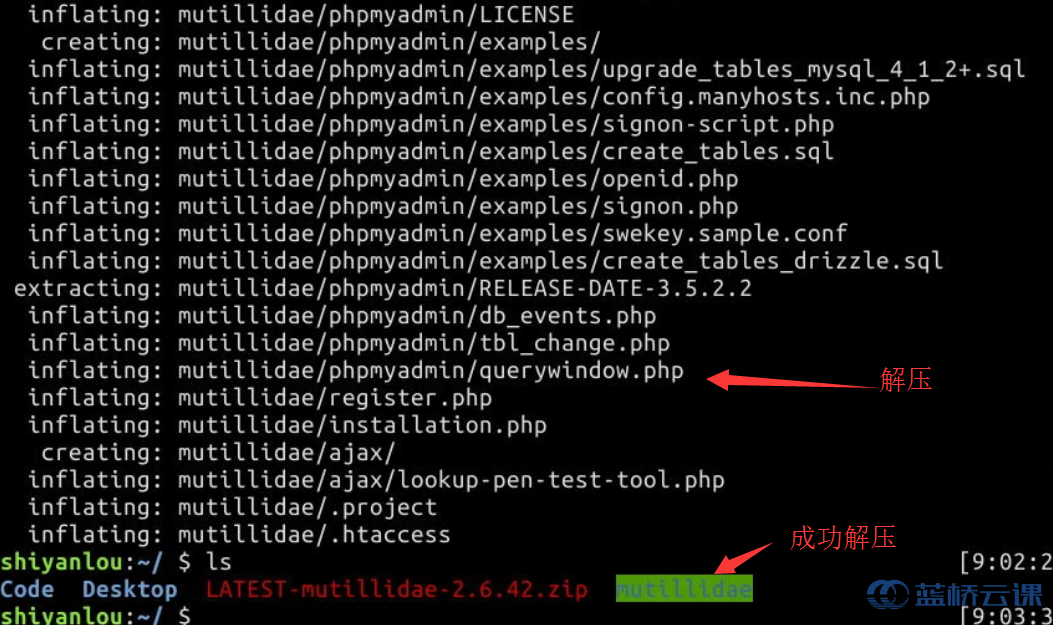 inflating: mutillidae/phpmyadmin/LICENSE
creating: mutillidae/phpmyadmin/examples/
inflating: mutillidae/phpmyadmin/examples/upgrade_tables_mysql_4_1_2+.sql
inflating: mutillidae/phpmyadmin/examples/config.manyhosts.inc.php
inflating: mutillidae/phpmyadmin/examples/signon-script.php
inflating: mutillidae/phpmyadmin/examples/create_tables.sql
inflating: mutillidae/phpmyadmin/examples/openid.php
inflating: mutillidae/phpmyadmin/examples/signon.php
inflating: mutillidae/phpmyadmin/examples/swekey.sample.conf
inflating: mutillidae/phpmyadmin/examples/create_tables_drizzle.sql
extracting: mutillidae/phpmyadmin/RELEASE-DATE-3.5.2.2
inflating: mutillidae/phpmyadmin/db_events.php
inflating: mutillidae/phpmyadmin/tbl_change.php
inflating: mutillidae/phpmyadmin/querywindow.php 解压
inflating: mutillidae/register.php
inflating: mutillidae/installation.php
creating: mutillidae/ajax/
inflating: mutillidae/ajax/lookup-pen-test-tool.php
inflating: mutillidae/.project
inflating: mutillidae/.htaccess
成功解压
shiyanlou:~/ $ ls [9:02:2
Code Desktop LATEST-mutillidae-2.6.42.zip mutillidae
蓝桥云课
shiyanlou:~/ $ [9:03:3